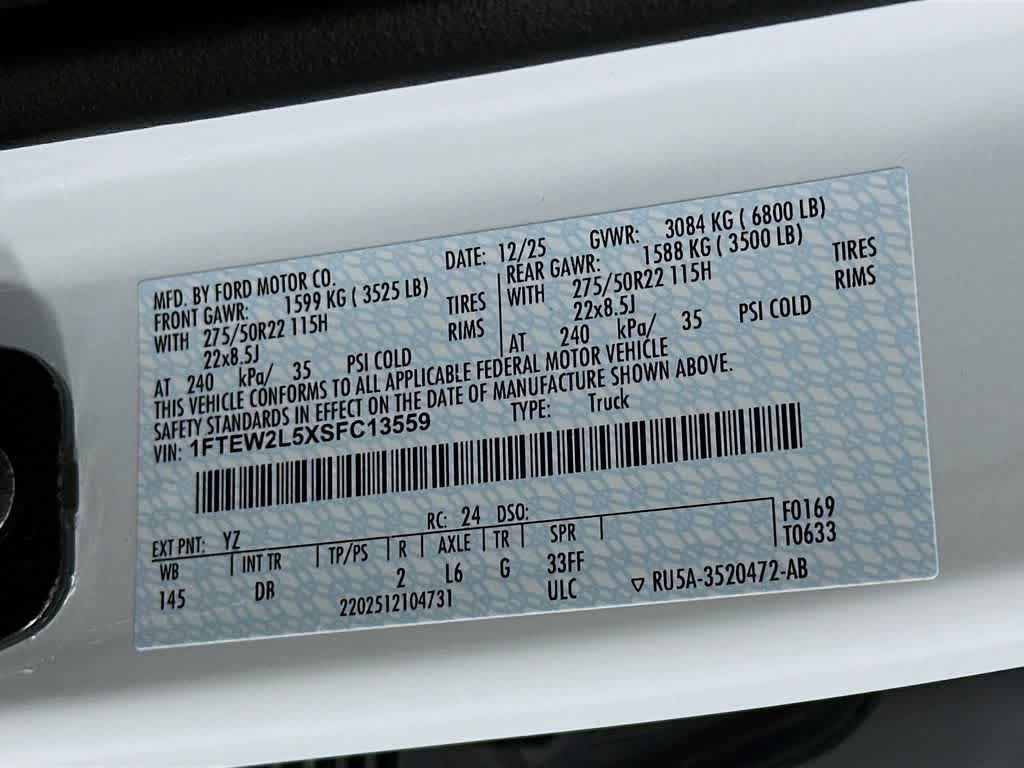 MFD. BY FORD MOTOR CO. DATE: 12/25 GVWR: 3084 KG ( 6800 LB)
FRONT GAWR: 1599 KG ( 3525 LB) REAR GAWR: 1588 KG ( 3500 LB)
WITH 275/50R22 115H TIRES WITH 275/50R22 115H TIRES
22x8.5J RIMS 22x8.5J RIMS
AT 240 kPa/ 35 PSI COLD AT 240 kPa/ 35 PSI COLD
THIS VEHICLE CONFORMS TO ALL APPLICABLE FEDERAL MOTOR VEHICLE
SAFETY STANDARDS IN EFFECT ON THE DATE OF MANUFACTURE SHOWN ABOVE.
VIN: 1FTEW2L5XSFC13559 TYPE: Truck
EXT PNT: YZ RC: 24 DSO: F0169
WB INT TR TP/PS R AXLE TR SPR T0633
145 DR 2 L6 G 33FF
2202512104731 ULC ▽ RU5A-3520472-AB